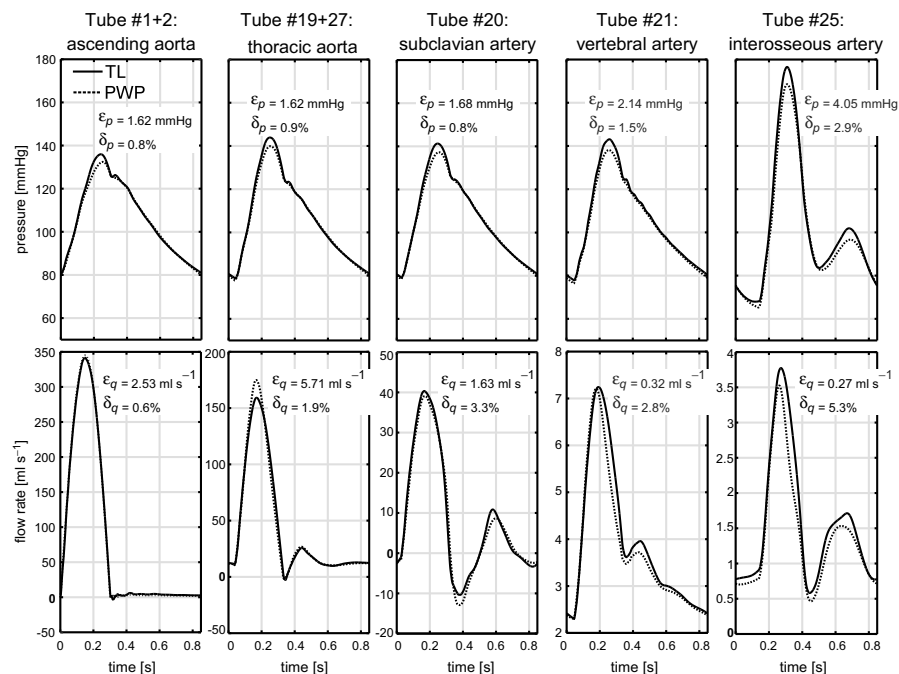 Tube #1+2:
ascending aorta
Tube #19+27:
thoracic aorta
Tube #20:
subclavian artery
Tube #21:
vertebral artery
Tube #25:
interosseous artery
pressure [mmHg]
180
160
140
120
100
80
60
TL
PWP
εp = 1.62 mmHg
δp = 0.8%
εp = 1.62 mmHg
δp = 0.9%
εp = 1.68 mmHg
δp = 0.8%
εp = 2.14 mmHg
δp = 1.5%
εp = 4.05 mmHg
δp = 2.9%
flow rate [ml s⁻¹]
350
300
250
200
150
100
50
0
-50
0 0.2 0.4 0.6 0.8
time [s]
εq = 2.53 ml s⁻¹
δq = 0.6%
200
150
100
50
0
-50
0 0.2 0.4 0.6 0.8
time [s]
εq = 5.71 ml s⁻¹
δq = 1.9%
50
40
30
20
10
0
-10
-20
0 0.2 0.4 0.6 0.8
time [s]
εq = 1.63 ml s⁻¹
δq = 3.3%
8
7
6
5
4
3
2
0 0.2 0.4 0.6 0.8
time [s]
εq = 0.32 ml s⁻¹
δq = 2.8%
4
3.5
3
2.5
2
1.5
1
0.5
0
0 0.2 0.4 0.6 0.8
time [s]
εq = 0.27 ml s⁻¹
δq = 5.3%